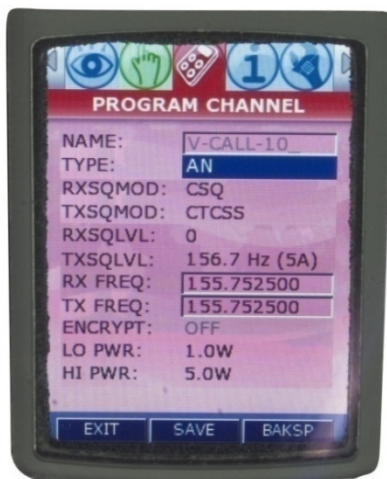 PROGRAM CHANNEL
NAME: V-CALL-10_
TYPE: AN
RXSQMOD: CSQ
TXSQMOD: CTCSS
RXSQLVL: 0
TXSQLVL: 156.7 Hz (5A)
RX FREQ: 155.752500
TX FREQ: 155.752500
ENCRYPT: OFF
LO PWR: 1.0W
HI PWR: 5.0W
EXIT SAVE BAKSP